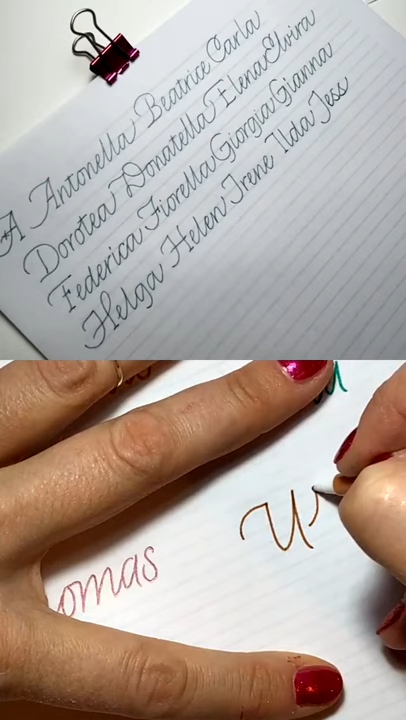 A Antonella Beatrice Carla
Dorotea Donatella Elena Elvira
Federica Fiorella Giorgia Gianna
Helga Helen Irene Ilda Jess
omas